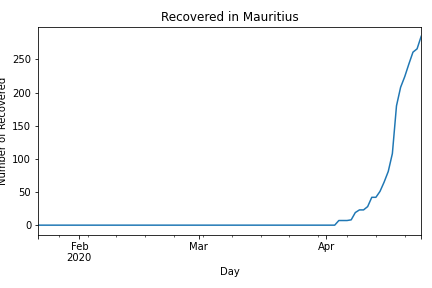 Recovered in Mauritius
Number of Recovered
250
200
150
100
50
0
Feb
2020
Mar
Apr
Day